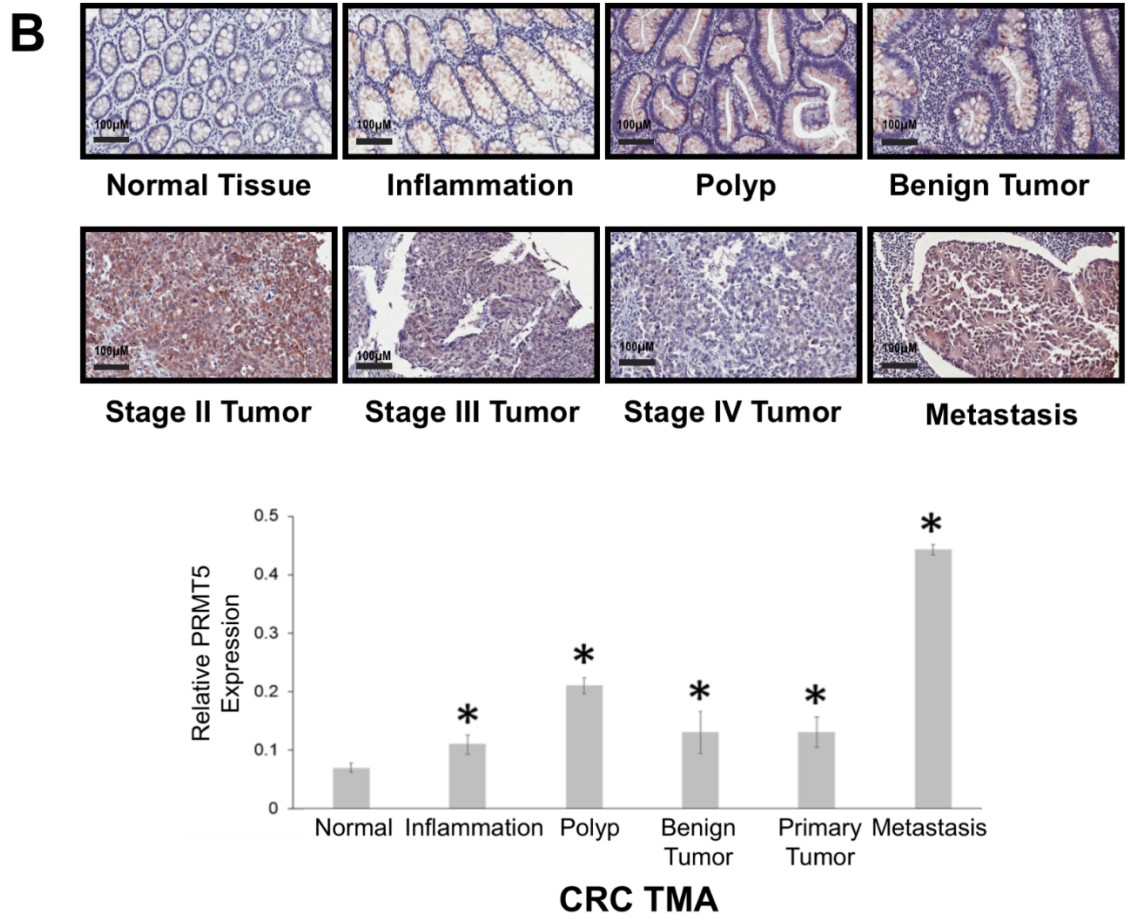 B
100μM
100μM
100μM
100μM
Normal Tissue
Inflammation
Polyp
Benign Tumor
100μM
100μM
100μM
100μM
Stage II Tumor
Stage III Tumor
Stage IV Tumor
Metastasis
Relative PRMT5
Expression
0.5
0.4
0.3
0.2
0.1
0
*
*
*
*
*
Normal
Inflammation
Polyp
Benign
Tumor
Primary
Tumor
Metastasis
CRC TMA